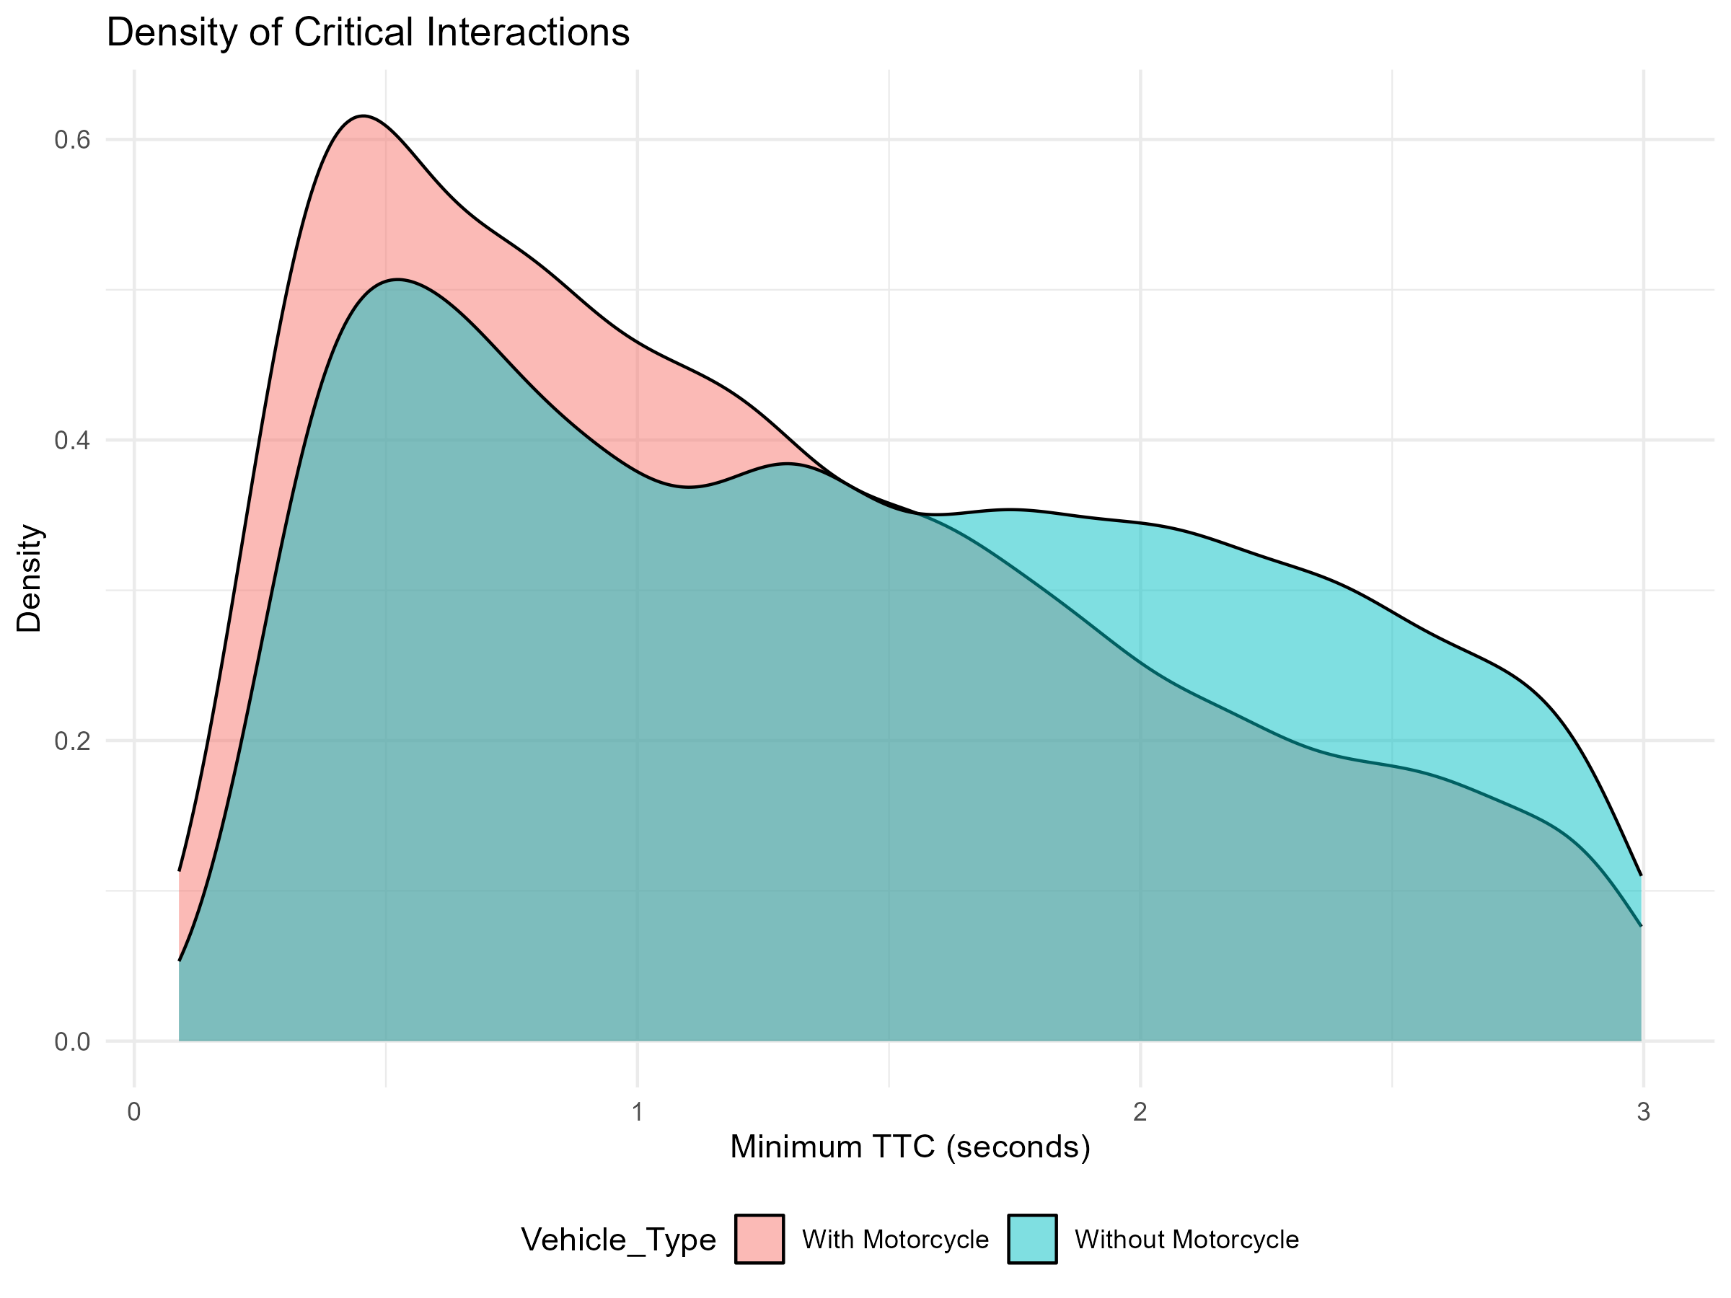 Density of Critical Interactions
Density
0.6
0.4
0.2
0.0
0 1 2 3
Minimum TTC (seconds)
Vehicle_Type With Motorcycle Without Motorcycle